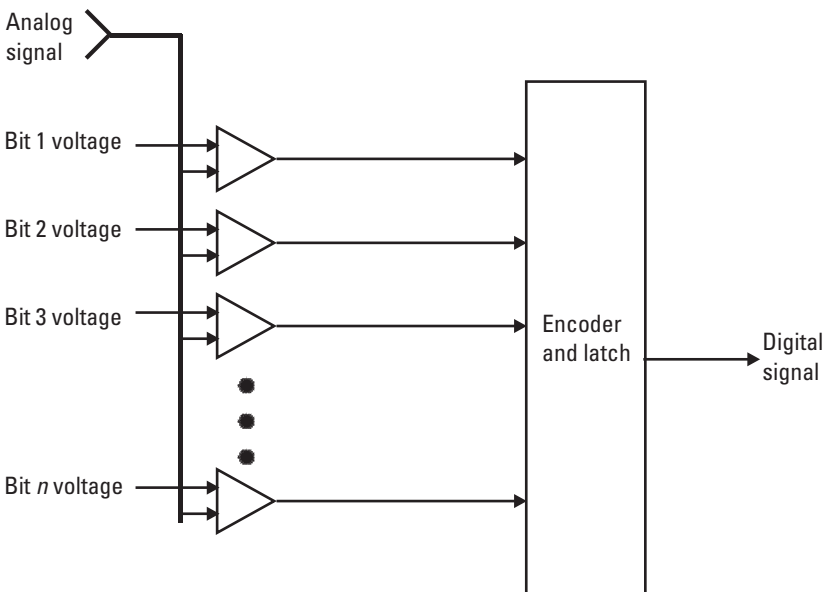 Analog
signal
Bit 1 voltage
Bit 2 voltage
Bit 3 voltage
Encoder
and latch
Digital
signal
Bit n voltage